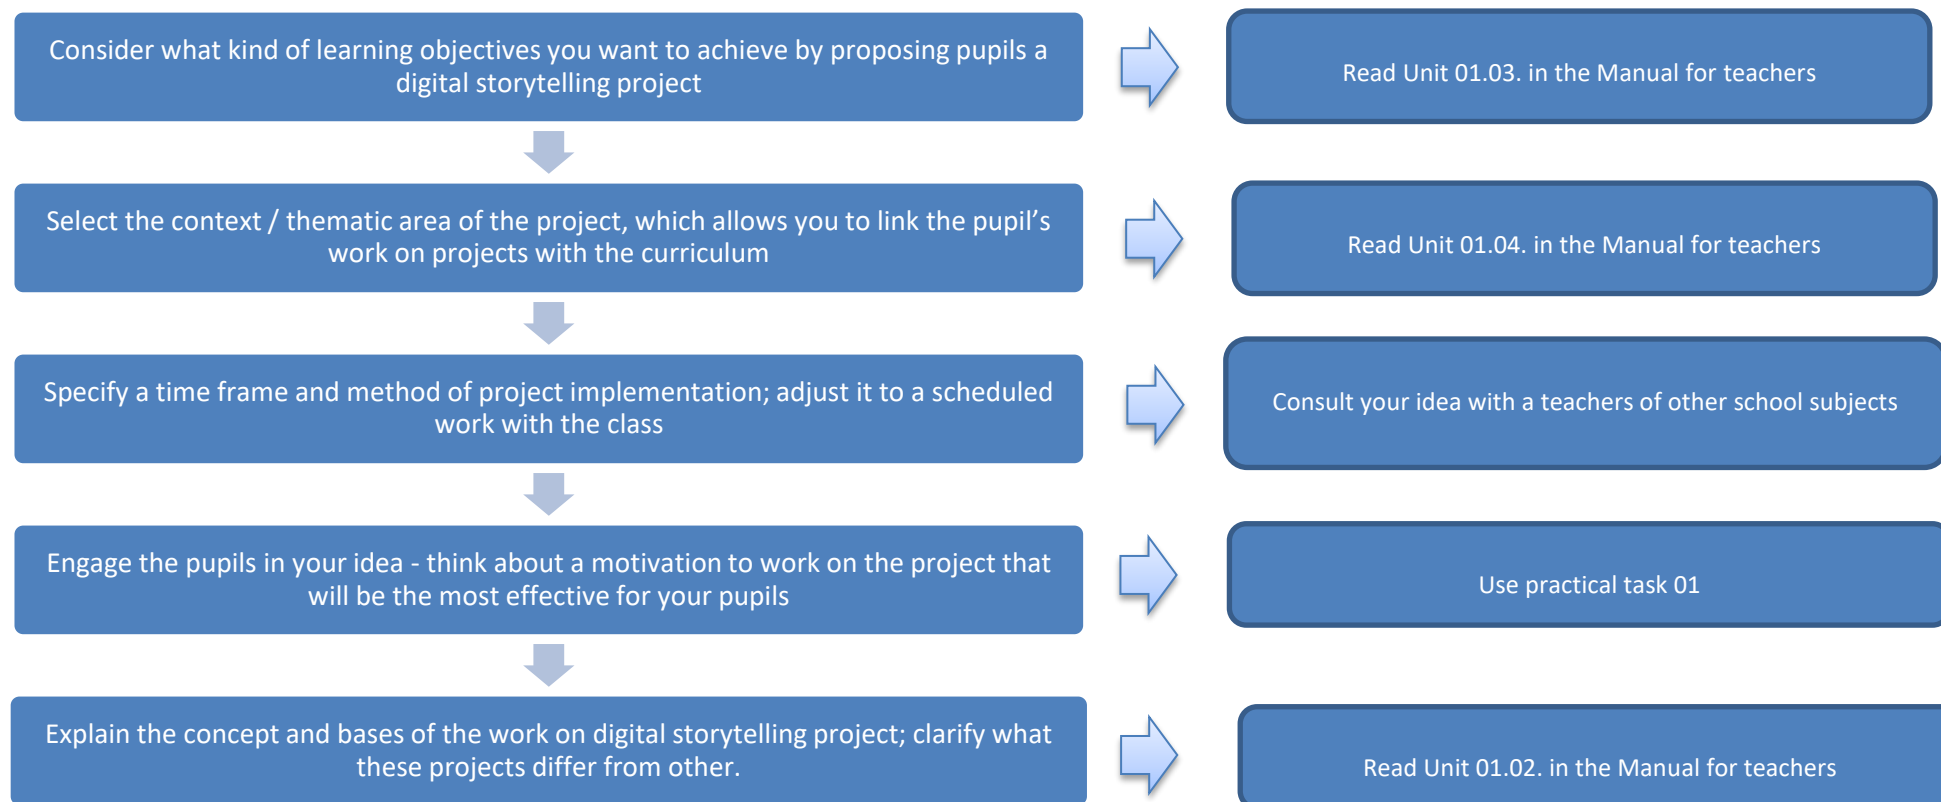 Consider what kind of learning objectives you want to achieve by proposing pupils a
digital storytelling project
Read Unit 01.03. in the Manual for teachers
Select the context / thematic area of the project, which allows you to link the pupil’s
work on projects with the curriculum
Read Unit 01.04. in the Manual for teachers
Specify a time frame and method of project implementation; adjust it to a scheduled
work with the class
Consult your idea with a teachers of other school subjects
Engage the pupils in your idea - think about a motivation to work on the project that
will be the most effective for your pupils
Use practical task 01
Explain the concept and bases of the work on digital storytelling project; clarify what
these projects differ from other.
Read Unit 01.02. in the Manual for teachers